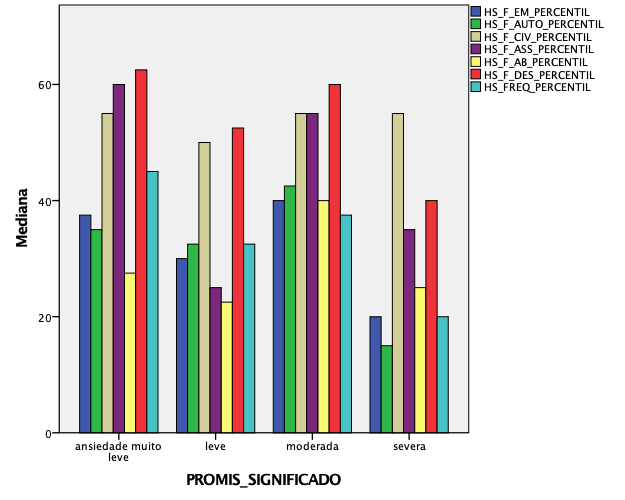 HS_F_EM_PERCENTIL
HS_F_AUTO_PERCENTIL
HS_F_CIV_PERCENTIL
HS_F_ASS_PERCENTIL
HS_F_AB_PERCENTIL
HS_F_DES_PERCENTIL
HS_FREQ_PERCENTIL
60
40
20
0
Mediana
ansiedade muito
leve
leve
moderada
severa
PROMIS_SIGNIFICADO